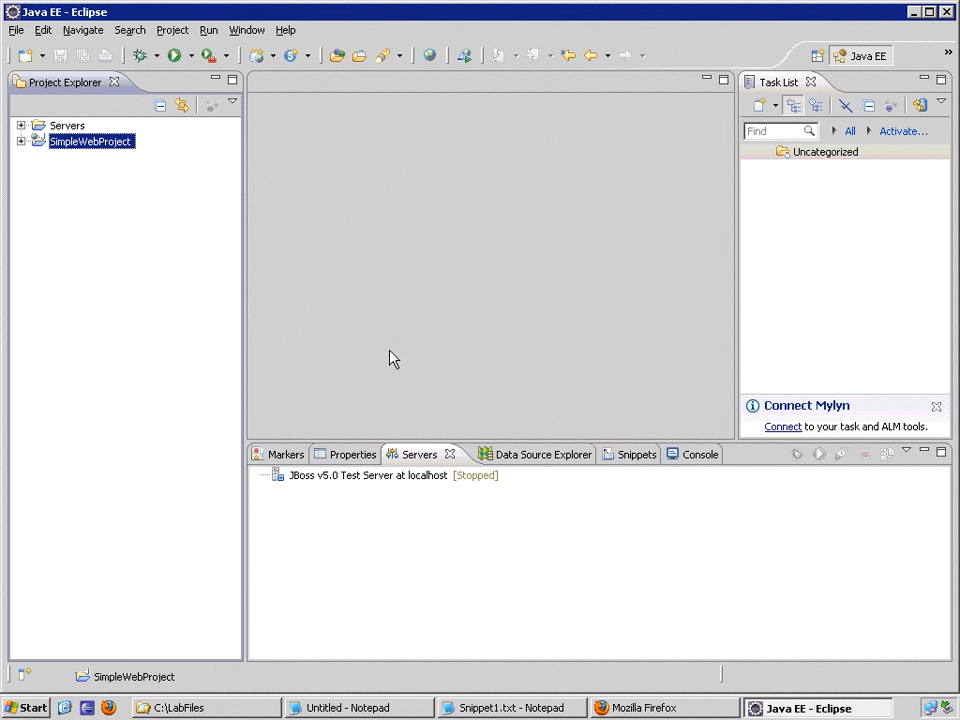 Java EE - Eclipse
File Edit Navigate Search Project Run Window Help
Java EE
Project Explorer
Task List
Servers
SimpleWebProject
Find
All
Activate...
Uncategorized
Connect Mylyn
Connect to your task and ALM tools.
Markers Properties Servers Data Source Explorer Snippets Console
JBoss v5.0 Test Server at localhost [Stopped]
SimpleWebProject
Start C:\LabFiles Untitled - Notepad Snippet1.txt - Notepad Mozilla Firefox Java EE - Eclipse